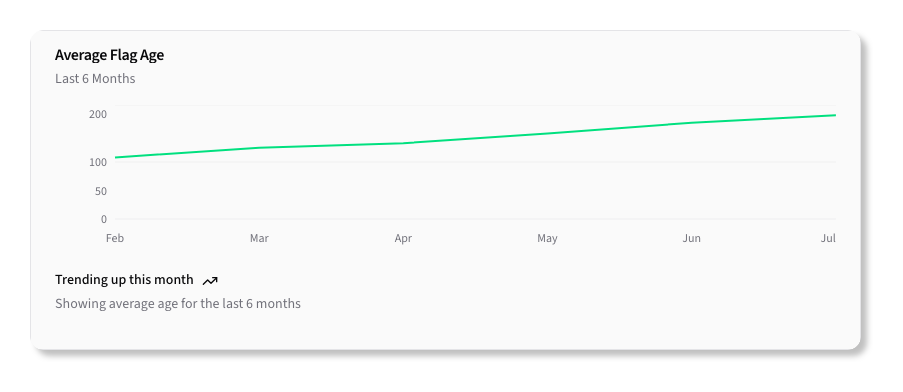 Average Flag Age
Last 6 Months
200
100
50
0
Feb Mar Apr May Jun Jul
Trending up this month
Showing average age for the last 6 months